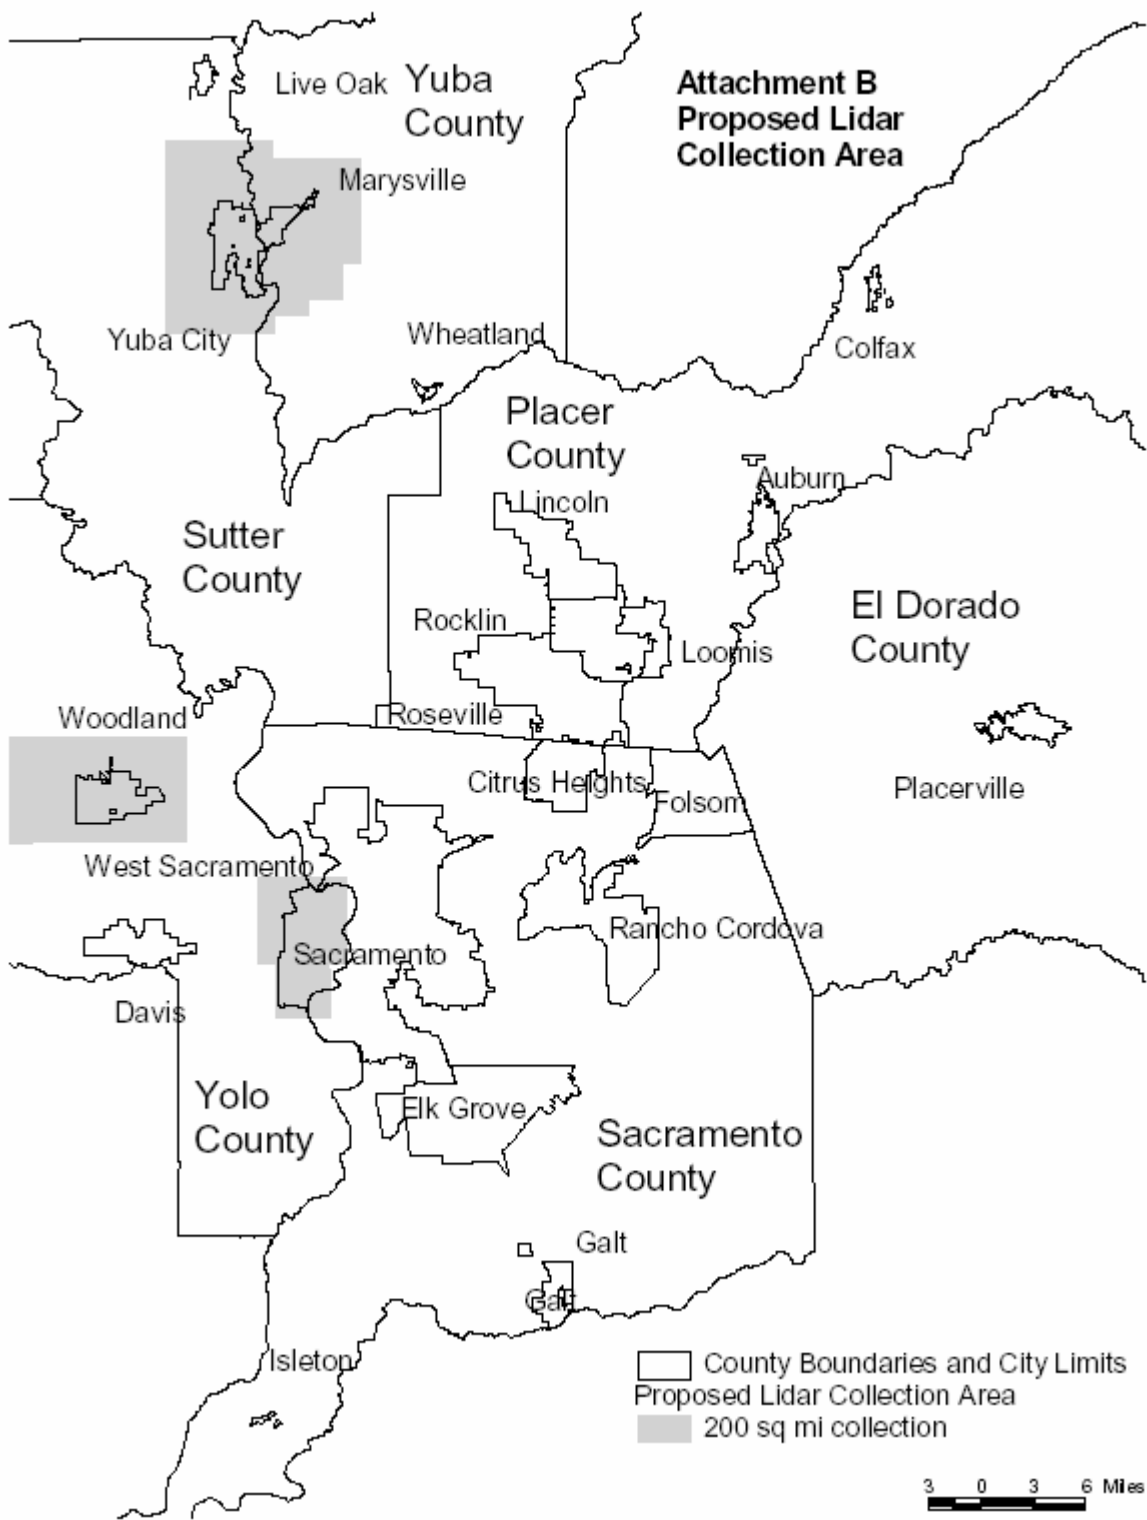 Live Oak
Yuba
County
Attachment B
Proposed Lidar
Collection Area
Marysville
Yuba City
Wheatland
Colfax
Placer
County
Auburn
Lincoln
Sutter
County
El Dorado
County
Rocklin
Loomis
Woodland
Roseville
Citrus Heights
Folsom
Placerville
West Sacramento
Rancho Cordova
Sacramento
Davis
Yolo
County
Elk Grove
Sacramento
County
Galt
Galt
Isleton
County Boundaries and City Limits
Proposed Lidar Collection Area
200 sq mi collection
3 0 3 6 Miles